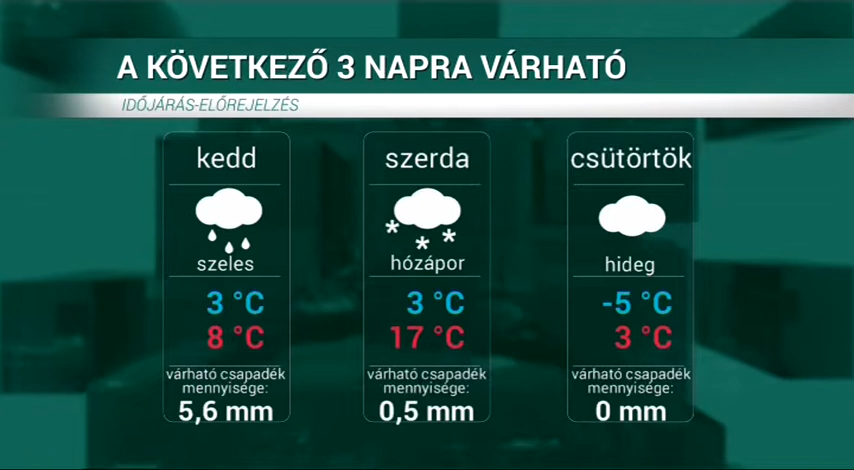 A KÖVETKEZŐ 3 NAPRA VÁRHATÓ
IDŐJÁRÁS-ELŐREJELZÉS
kedd
szeles
3 °C
8 °C
várható csapadék
mennyisége:
5,6 mm
szerda
hózápor
3 °C
17 °C
várható csapadék
mennyisége:
0,5 mm
csütörtök
hideg
-5 °C
3 °C
várható csapadék
mennyisége:
0 mm